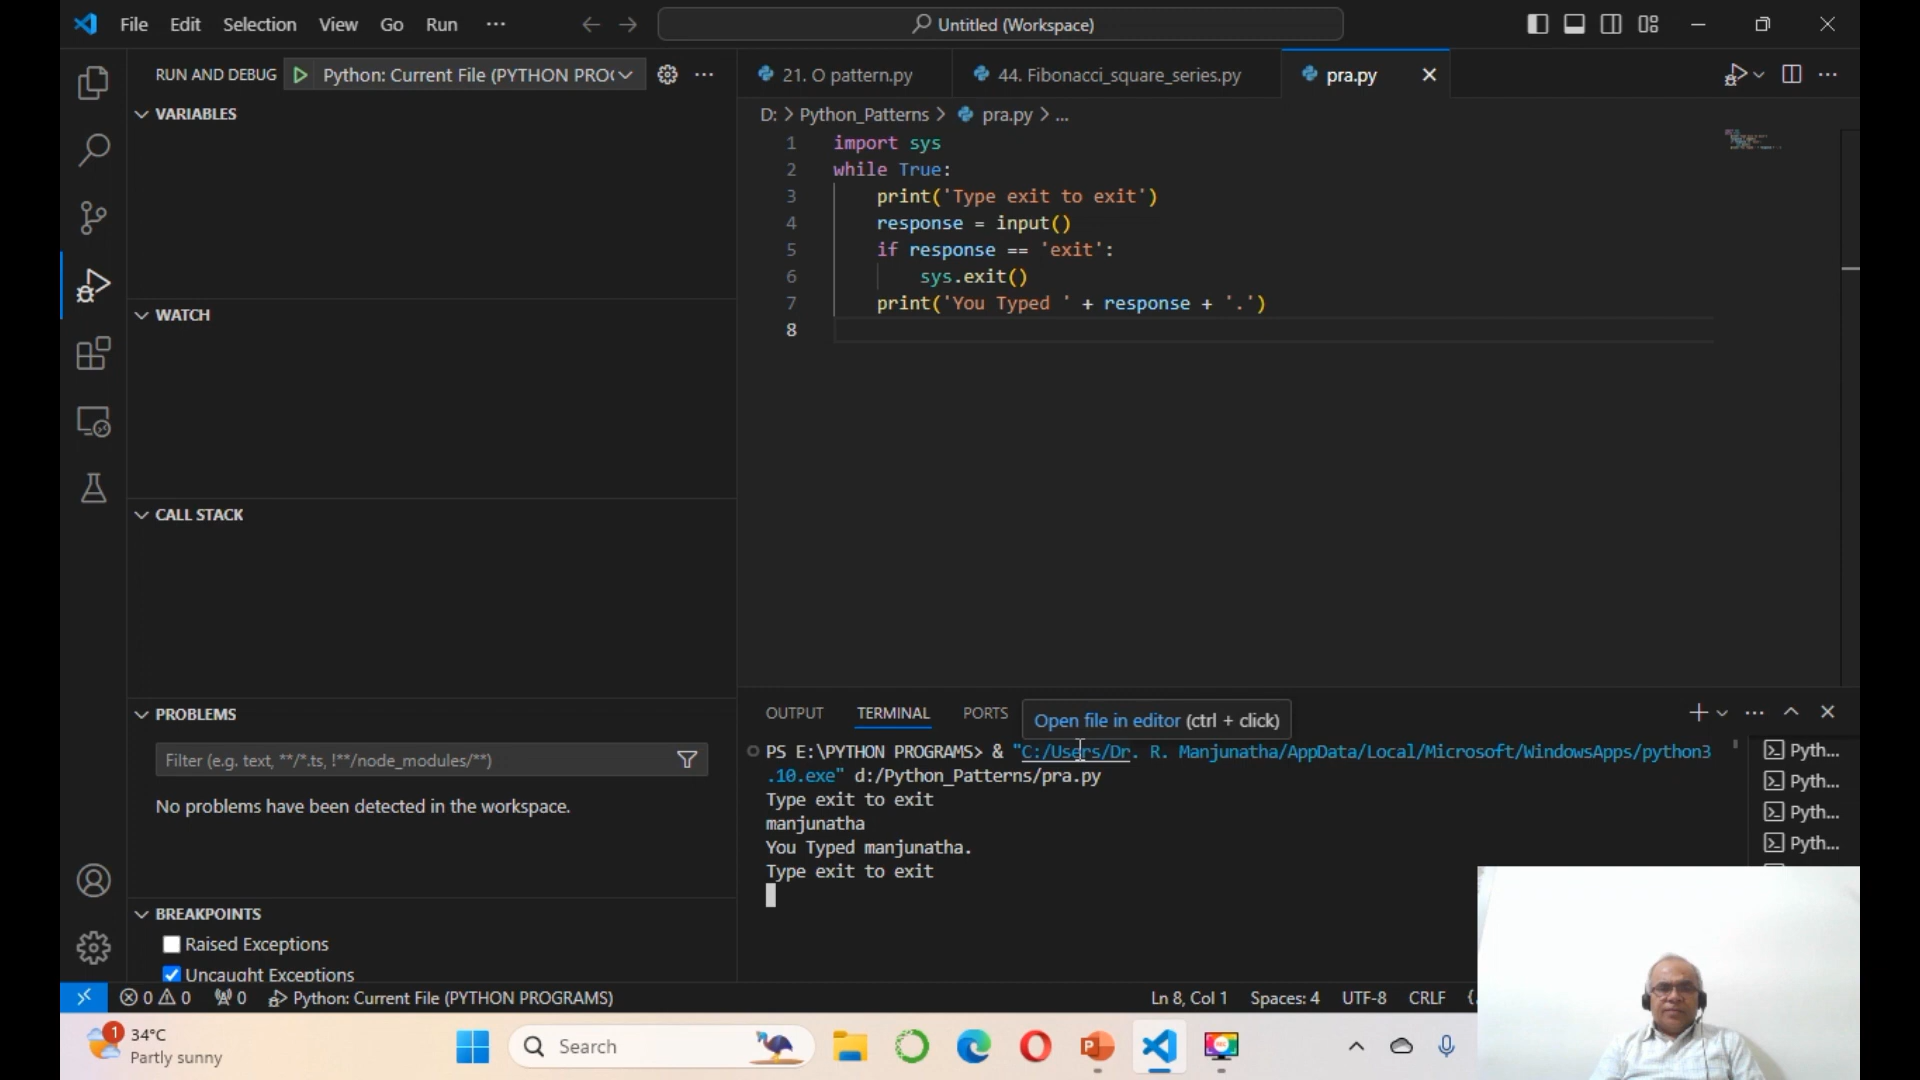 File Edit Selection View Go Run ···
Untitled (Workspace)
RUN AND DEBUG Python: Current File (PYTHON PRO
21. O pattern.py 44. Fibonacci_square_series.py pra.py
VARIABLES
D: > Python_Patterns > pra.py > ...
1 import sys
2 while True:
3 print('Type exit to exit')
4 response = input()
5 if response == 'exit':
6 sys.exit()
7 print('You Typed ' + response + '.')
8
WATCH
CALL STACK
PROBLEMS
Filter (e.g. text, **/*.ts, !**/node_modules/**)
No problems have been detected in the workspace.
BREAKPOINTS
Raised Exceptions
Uncaught Exceptions
OUTPUT TERMINAL PORTS
Open file in editor (ctrl + click)
PS E:\PYTHON PROGRAMS> & "C:/Users/Dr. R. Manjunatha/AppData/Local/Microsoft/WindowsApps/python3
.10.exe" d:/Python_Patterns/pra.py
Type exit to exit
manjunatha
You Typed manjunatha.
Type exit to exit
Pyth...
Pyth...
Pyth...
Pyth...
0 0 0 Python: Current File (PYTHON PROGRAMS)
Ln 8, Col 1 Spaces: 4 UTF-8 CRLF {
1 34°C
Partly sunny
Search